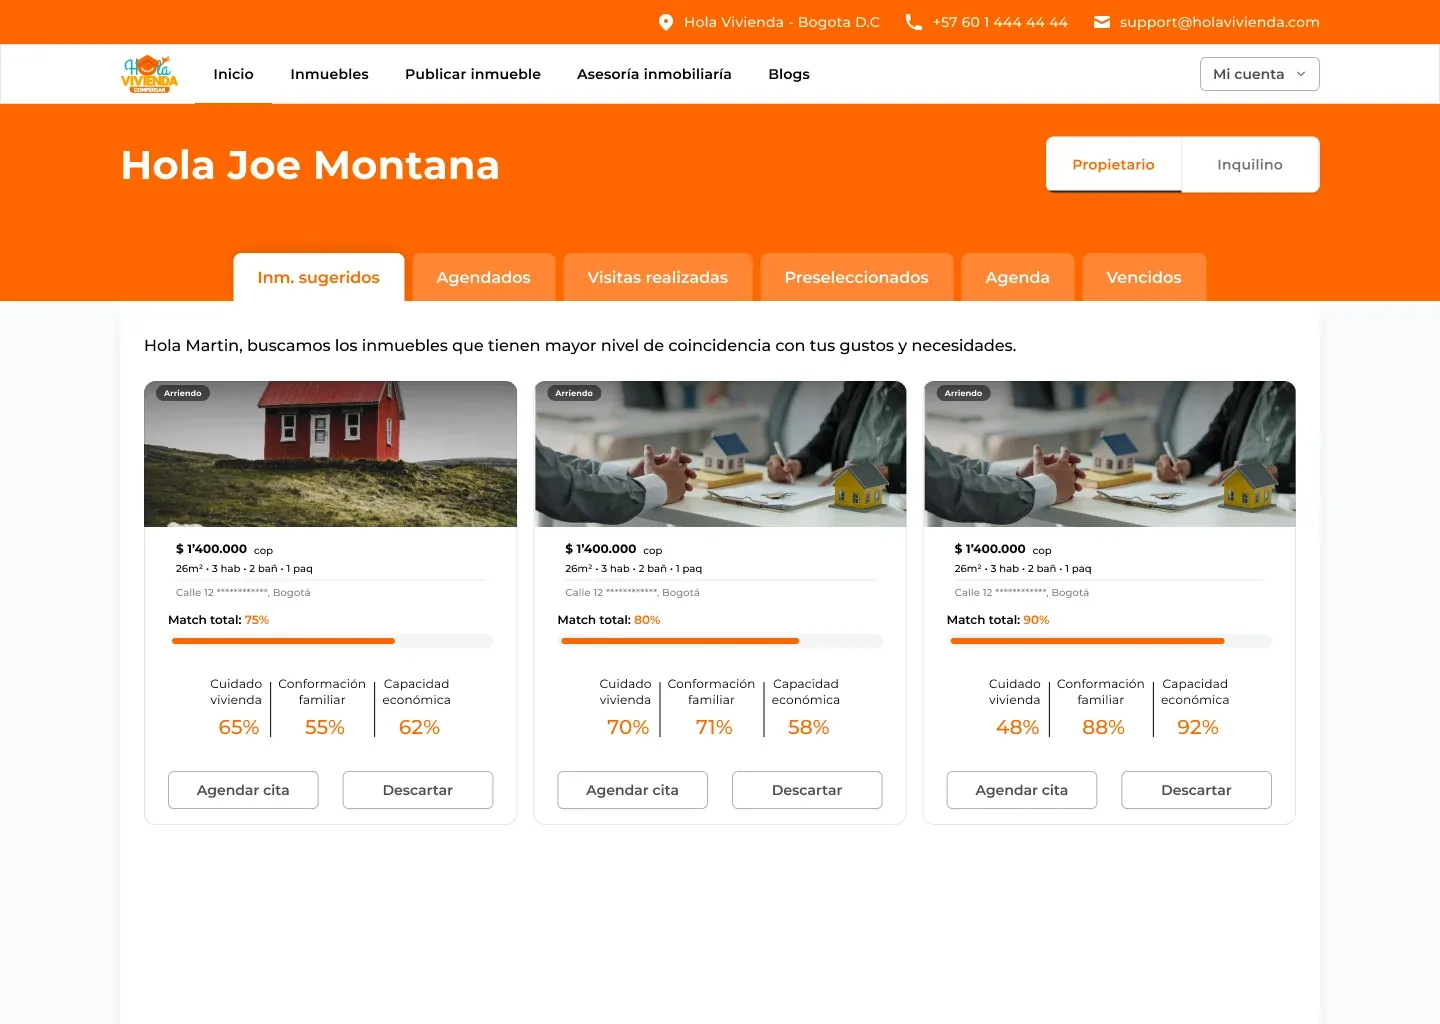 Hola Vivienda - Bogota D.C
+57 60 1 444 44 44
support@holavivienda.com
Hola
VIVIENDA
COMPENSAR
Inicio
Inmuebles
Publicar inmueble
Asesoría inmobiliaría
Blogs
Mi cuenta
Hola Joe Montana
Propietario
Inquilino
Inm. sugeridos
Agendados
Visitas realizadas
Preseleccionados
Agenda
Vencidos
Hola Martin, buscamos los inmuebles que tienen mayor nivel de coincidencia con tus gustos y necesidades.
Arriendo
$ 1'400.000 cop
26m² • 3 hab • 2 bañ • 1 paq
Calle 12 ************, Bogotá
Match total: 75%
Cuidado
vivienda
65%
Conformación
familiar
55%
Capacidad
económica
62%
Agendar cita
Descartar
Arriendo
$ 1'400.000 cop
26m² • 3 hab • 2 bañ • 1 paq
Calle 12 ************, Bogotá
Match total: 80%
Cuidado
vivienda
70%
Conformación
familiar
71%
Capacidad
económica
58%
Agendar cita
Descartar
Arriendo
$ 1'400.000 cop
26m² • 3 hab • 2 bañ • 1 paq
Calle 12 ************, Bogotá
Match total: 90%
Cuidado
vivienda
48%
Conformación
familiar
88%
Capacidad
económica
92%
Agendar cita
Descartar